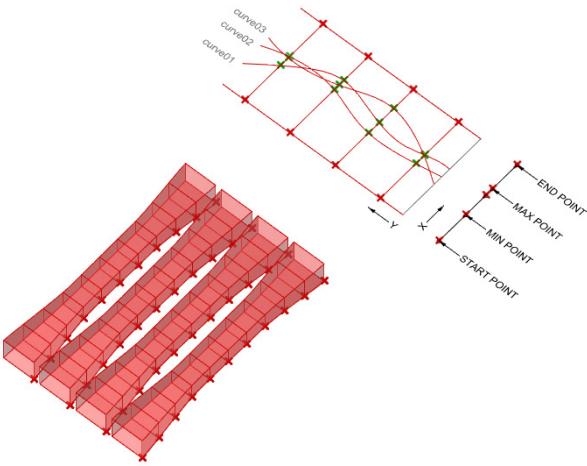 curve03
curve02
curve01
END POINT
MAX POINT
MIN POINT
START POINT
Y
X